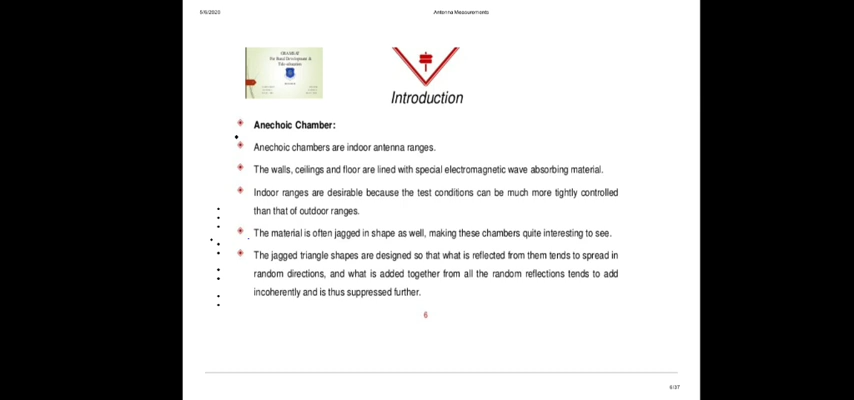 5/6/2020
Antenna Measurements
Introduction
Anechoic Chamber:
Anechoic chambers are indoor antenna ranges.
The walls, ceilings and floor are lined with special electromagnetic wave absorbing material.
Indoor ranges are desirable because the test conditions can be much more tightly controlled
than that of outdoor ranges.
The material is often jagged in shape as well, making these chambers quite interesting to see.
The jagged triangle shapes are designed so that what is reflected from them tends to spread in
random directions, and what is added together from all the random reflections tends to add
incoherently and is thus suppressed further.
6
6/37